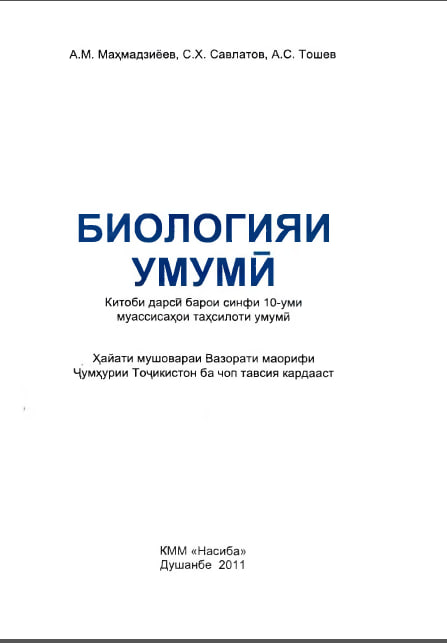 А.М. Маҳмадзиёев, С.Х. Савлатов, А.С. Тошев
БИОЛОГИЯИ
УМУМӢ
Китоби дарсӣ барои синфи 10-уми
муассисаҳои таҳсилоти умумӣ
Ҳайати мушовараи Вазорати маорифи
Ҷумҳурии Тоҷикистон ба чоп тавсия кардааст
КММ «Насиба»
Душанбе 2011